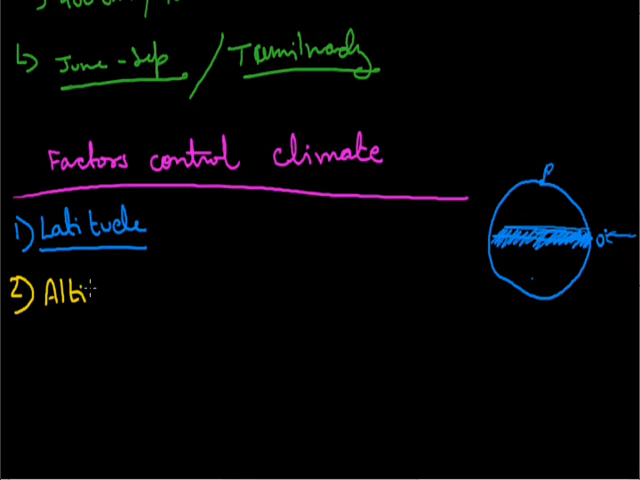 June-Sep / Tamilnadu
Factors control climate
1) Latitude
P
0°
2) Alti